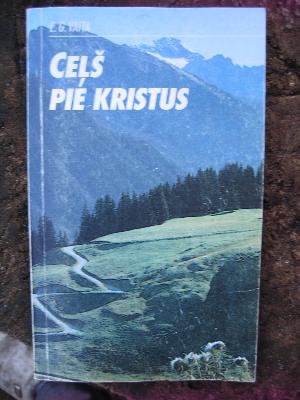 E. G. VAITA
CEĻŠ
PIE KRISTUS